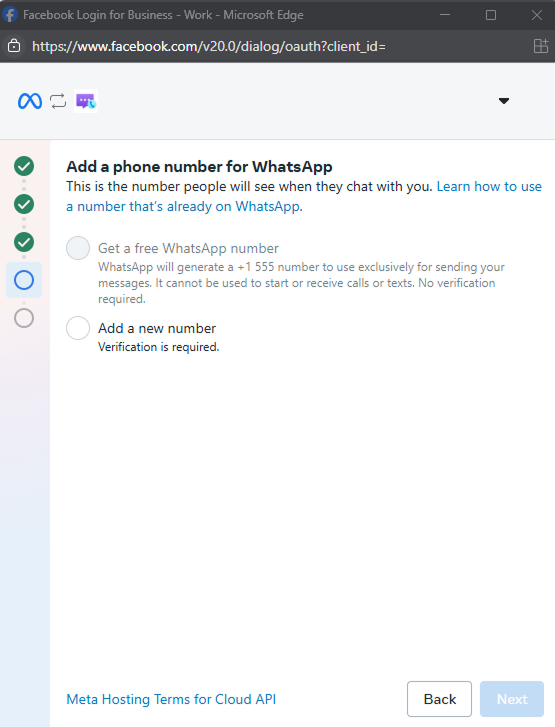 Facebook Login for Business - Work - Microsoft Edge
https://www.facebook.com/v20.0/dialog/oauth?client_id=
Add a phone number for WhatsApp
This is the number people will see when they chat with you. Learn how to use
a number that's already on WhatsApp.
Get a free WhatsApp number
WhatsApp will generate a +1 555 number to use exclusively for sending your
messages. It cannot be used to start or receive calls or texts. No verification
required.
Add a new number
Verification is required.
Meta Hosting Terms for Cloud API
Back
Next